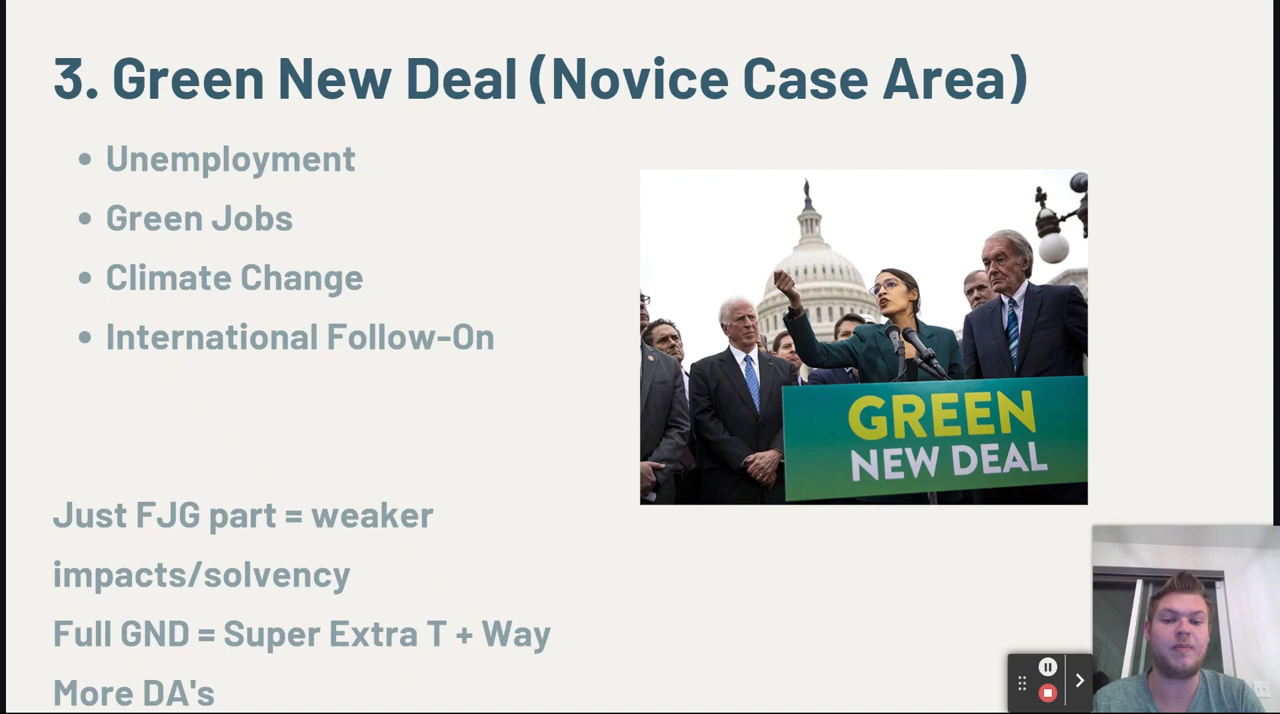 3. Green New Deal (Novice Case Area)
• Unemployment
• Green Jobs
• Climate Change
• International Follow-On
GREEN
NEW DEAL
Just FJG part = weaker
impacts/solvency
Full GND = Super Extra T + Way
More DA's